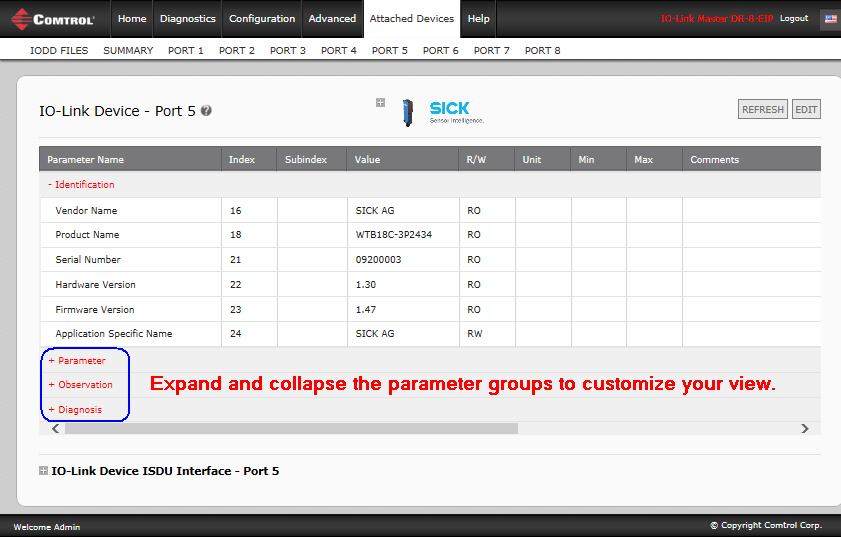 COMTROL Home Diagnostics Configuration Advanced Attached Devices Help IO-Link Master DR-8-EIP Logout
IODD FILES SUMMARY PORT 1 PORT 2 PORT 3 PORT 4 PORT 5 PORT 6 PORT 7 PORT 8
IO-Link Device - Port 5 ? SICK REFRESH EDIT
Sensor Intelligence.
Parameter Name Index Subindex Value R/W Unit Min Max Comments
- Identification
Vendor Name 16 SICK AG RO
Product Name 18 WTB18C-3P2434 RO
Serial Number 21 09200003 RO
Hardware Version 22 1.30 RO
Firmware Version 23 1.47 RO
Application Specific Name 24 SICK AG RW
+ Parameter
+ Observation
Expand and collapse the parameter groups to customize your view.
+ Diagnosis
IO-Link Device ISDU Interface - Port 5
Welcome Admin © Copyright Comtrol Corp.